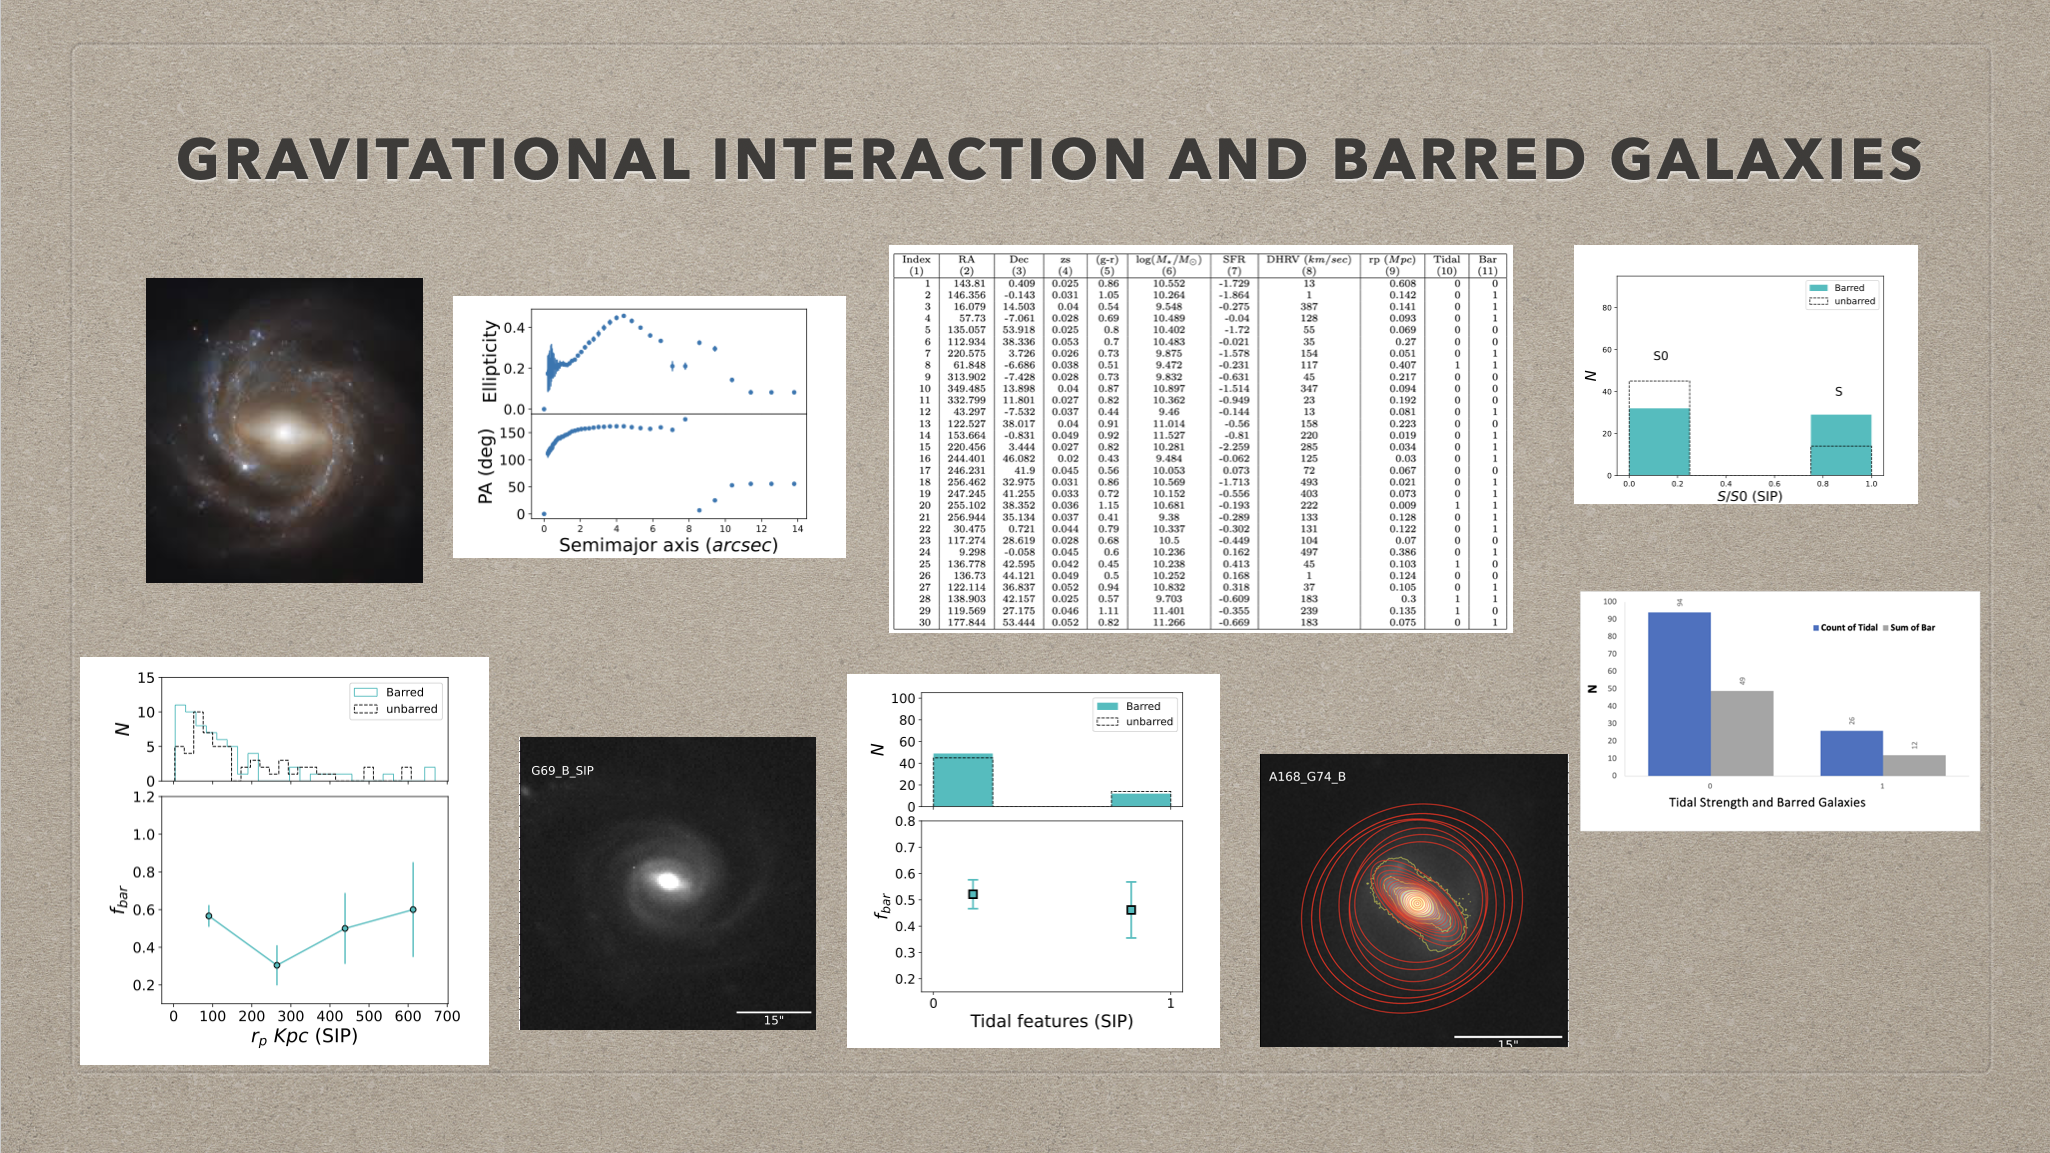 GRAVITATIONAL INTERACTION AND BARRED GALAXIES
Ellipticity
0.4
0.2
0.0
PA (deg)
150
100
50
0
0 2 4 6 8 10 12 14
Semimajor axis (arcsec)
Index RA Dec zs (g-r) log(M⋆/M⊙) SFR DHRV (km/sec) rp (Mpc) Tidal Bar
(1) (2) (3) (4) (5) (6) (7) (8) (9) (10) (11)
1 143.81 0.409 0.025 0.86 10.552 -1.729 13 0.608 0 0
2 146.356 -0.143 0.031 1.05 10.264 -1.864 1 0.142 0 1
3 16.079 14.503 0.04 0.54 9.548 -0.275 387 0.141 0 1
4 57.73 -7.061 0.028 0.69 10.489 -0.04 128 0.093 0 1
5 135.057 53.918 0.025 0.8 10.402 -1.72 55 0.069 0 0
6 112.934 38.336 0.053 0.7 10.483 -0.021 35 0.27 0 0
7 220.575 3.726 0.026 0.73 9.875 -1.578 154 0.051 0 1
8 61.848 -6.686 0.038 0.51 9.472 -0.231 117 0.407 1 1
9 313.902 -7.428 0.028 0.73 9.832 -0.631 45 0.217 0 0
10 349.485 13.898 0.04 0.87 10.897 -1.514 347 0.094 0 0
11 332.799 11.801 0.027 0.82 10.362 -0.949 23 0.192 0 0
12 43.297 -7.532 0.037 0.44 9.46 -0.144 13 0.081 0 1
13 122.527 38.017 0.04 0.91 11.014 -0.56 158 0.223 0 0
14 153.664 -0.831 0.049 0.92 11.527 -0.81 220 0.019 0 1
15 220.456 3.444 0.027 0.82 10.281 -2.259 285 0.034 0 1
16 244.401 46.082 0.02 0.43 9.484 -0.062 125 0.03 0 1
17 246.231 41.9 0.045 0.56 10.053 0.073 72 0.067 0 0
18 256.462 32.975 0.031 0.86 10.569 -1.713 493 0.021 0 1
19 247.245 41.255 0.033 0.72 10.152 -0.556 403 0.073 0 1
20 255.102 38.352 0.036 1.15 10.681 -0.193 222 0.009 1 1
21 256.944 35.134 0.037 0.41 9.38 -0.289 133 0.128 0 1
22 30.475 0.721 0.044 0.79 10.337 -0.302 131 0.122 0 1
23 117.274 28.619 0.028 0.68 10.5 -0.449 104 0.07 0 0
24 9.298 -0.058 0.045 0.6 10.236 0.162 497 0.386 0 1
25 136.778 42.595 0.042 0.45 10.238 0.413 45 0.103 1 0
26 136.73 44.121 0.049 0.5 10.252 0.168 1 0.124 0 0
27 122.114 36.837 0.052 0.94 10.832 0.318 37 0.105 0 1
28 138.903 42.157 0.025 0.57 9.703 -0.609 183 0.3 1 1
29 119.569 27.175 0.046 1.11 11.401 -0.355 239 0.135 1 0
30 177.844 53.444 0.052 0.82 11.266 -0.669 183 0.075 0 1
Barred
unbarred
N
80
60
40
20
0
S0
S
0.0 0.2 0.4 0.6 0.8 1.0
S/S0 (SIP)
N
100
90
80
70
60
50
40
30
20
10
0
94
49
26
12
Count of Tidal Sum of Bar
0 1
Tidal Strength and Barred Galaxies
N
15
10
5
0
Barred
unbarred
fbar
1.2
1.0
0.8
0.6
0.4
0.2
0 100 200 300 400 500 600 700
rp Kpc (SIP)
G69_B_SIP
15"
N
100
80
60
40
20
0
Barred
unbarred
fbar
0.8
0.7
0.6
0.5
0.4
0.3
0.2
0 1
Tidal features (SIP)
A168_G74_B
15"